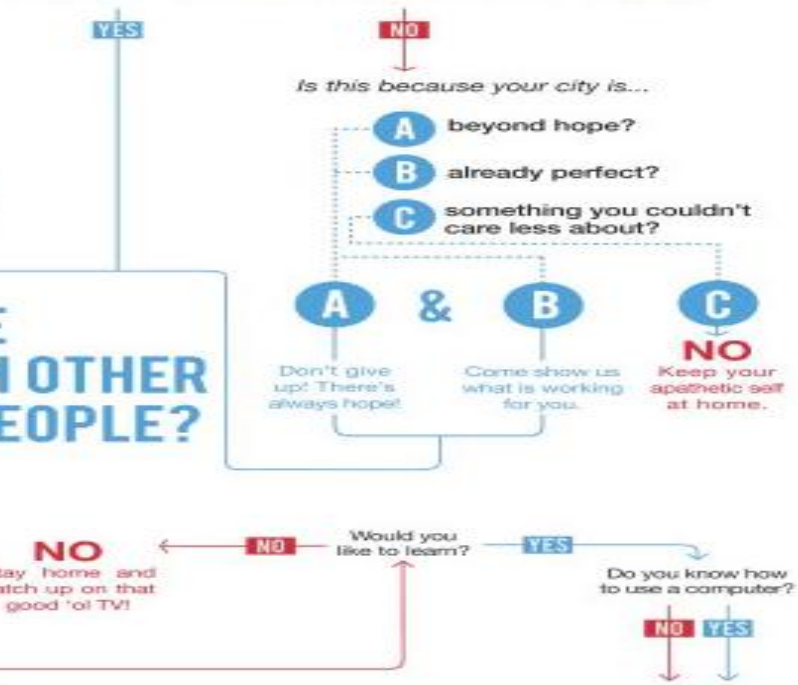 YES
NO
Is this because your city is...
A beyond hope?
B already perfect?
C something you couldn't
care less about?
A & B
C
Don't give
up! There's
always hope!
Come show us
what is working
for you.
NO
Keep your
apathetic self
at home.
OTHER
EOPLE?
NO
tay home and
atch up on that
good 'ol TV!
NO
Would you
like to learn?
YES
Do you know how
to use a computer?
NO YES